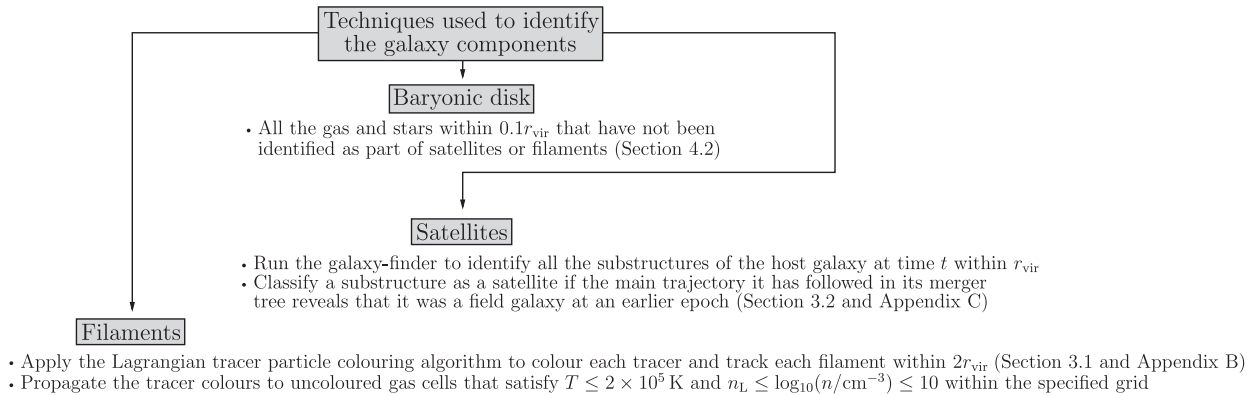 Techniques used to identify
the galaxy components
Baryonic disk
• All the gas and stars within 0.1r_vir that have not been
identified as part of satellites or filaments (Section 4.2)
Satellites
• Run the galaxy-finder to identify all the substructures of the host galaxy at time t within r_vir
• Classify a substructure as a satellite if the main trajectory it has followed in its merger
tree reveals that it was a field galaxy at an earlier epoch (Section 3.2 and Appendix C)
Filaments
• Apply the Lagrangian tracer particle colouring algorithm to colour each tracer and track each filament within 2r_vir (Section 3.1 and Appendix B)
• Propagate the tracer colours to uncoloured gas cells that satisfy T ≤ 2 × 10⁵ K and n_L ≤ log₁₀(n/cm⁻³) ≤ 10 within the specified grid